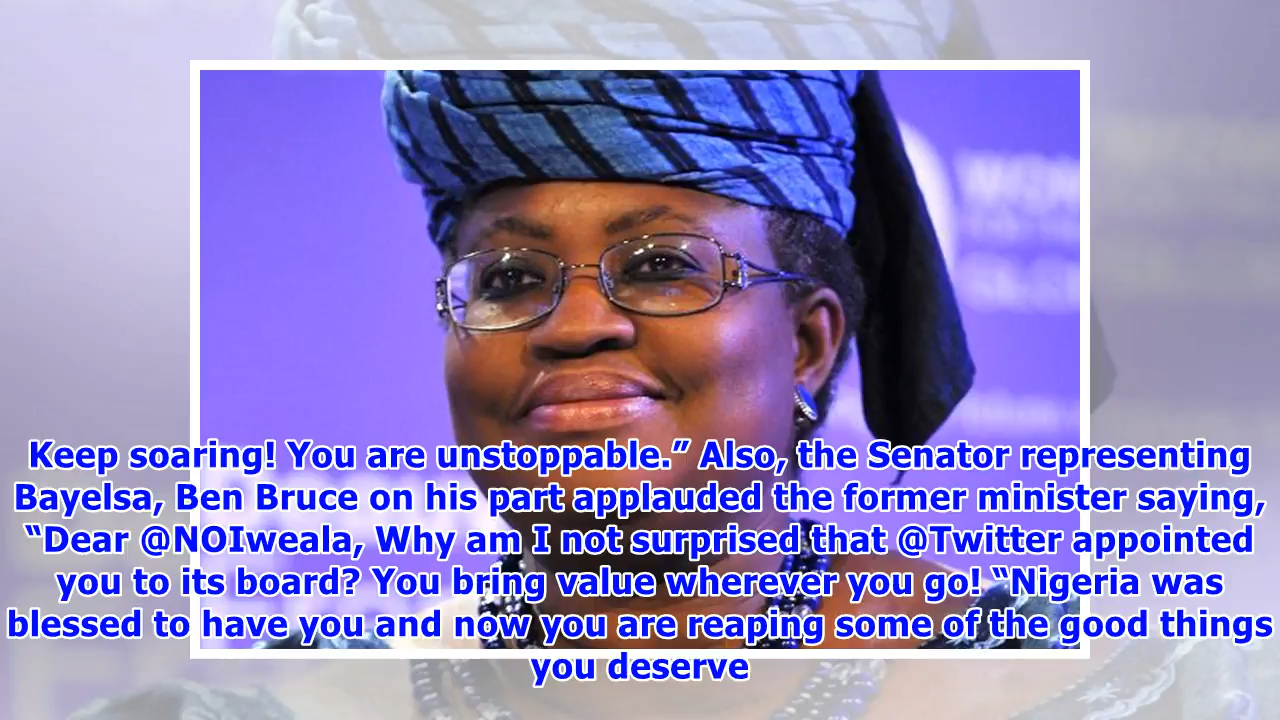 WOM
Keep soaring! You are unstoppable.” Also, the Senator representing
Bayelsa, Ben Bruce on his part applauded the former minister saying,
“Dear @NOIweala, Why am I not surprised that @Twitter appointed
you to its board? You bring value wherever you go! “Nigeria was
blessed to have you and now you are reaping some of the good things
you deserve